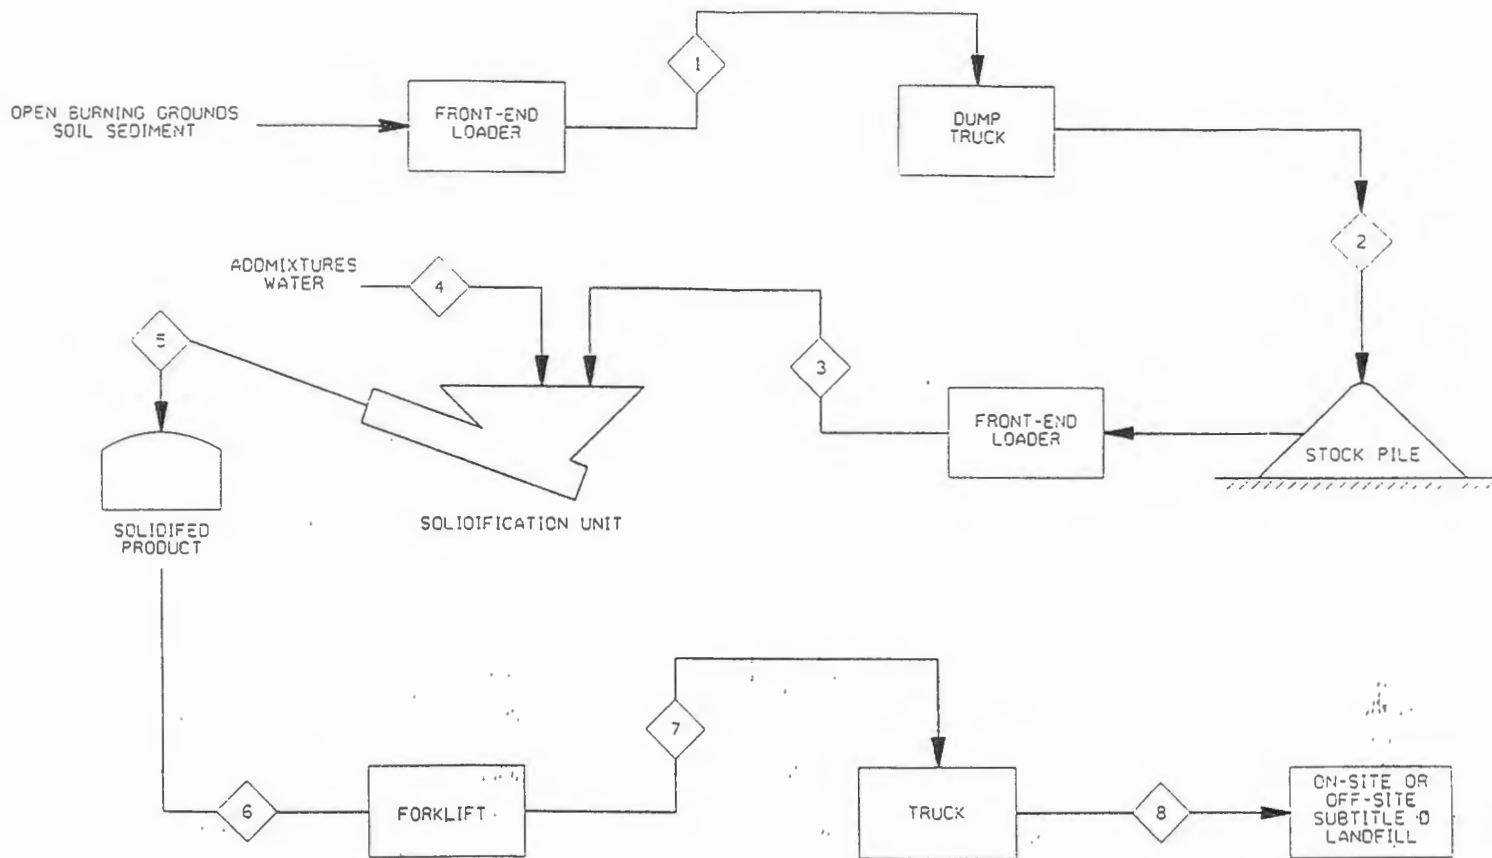 OPEN BURNING GROUNDS
SOIL SEDIMENT
FRONT-END
LOADER
1
DUMP
TRUCK
2
ADDMIXTURES
WATER
4
5
3
FRONT-END
LOADER
STOCK PILE
SOLIDIFICATION UNIT
SOLIDIFED
PRODUCT
6
FORKLIFT
7
TRUCK
8
ON-SITE OR
OFF-SITE
SUBTITLE D
LANDFILL